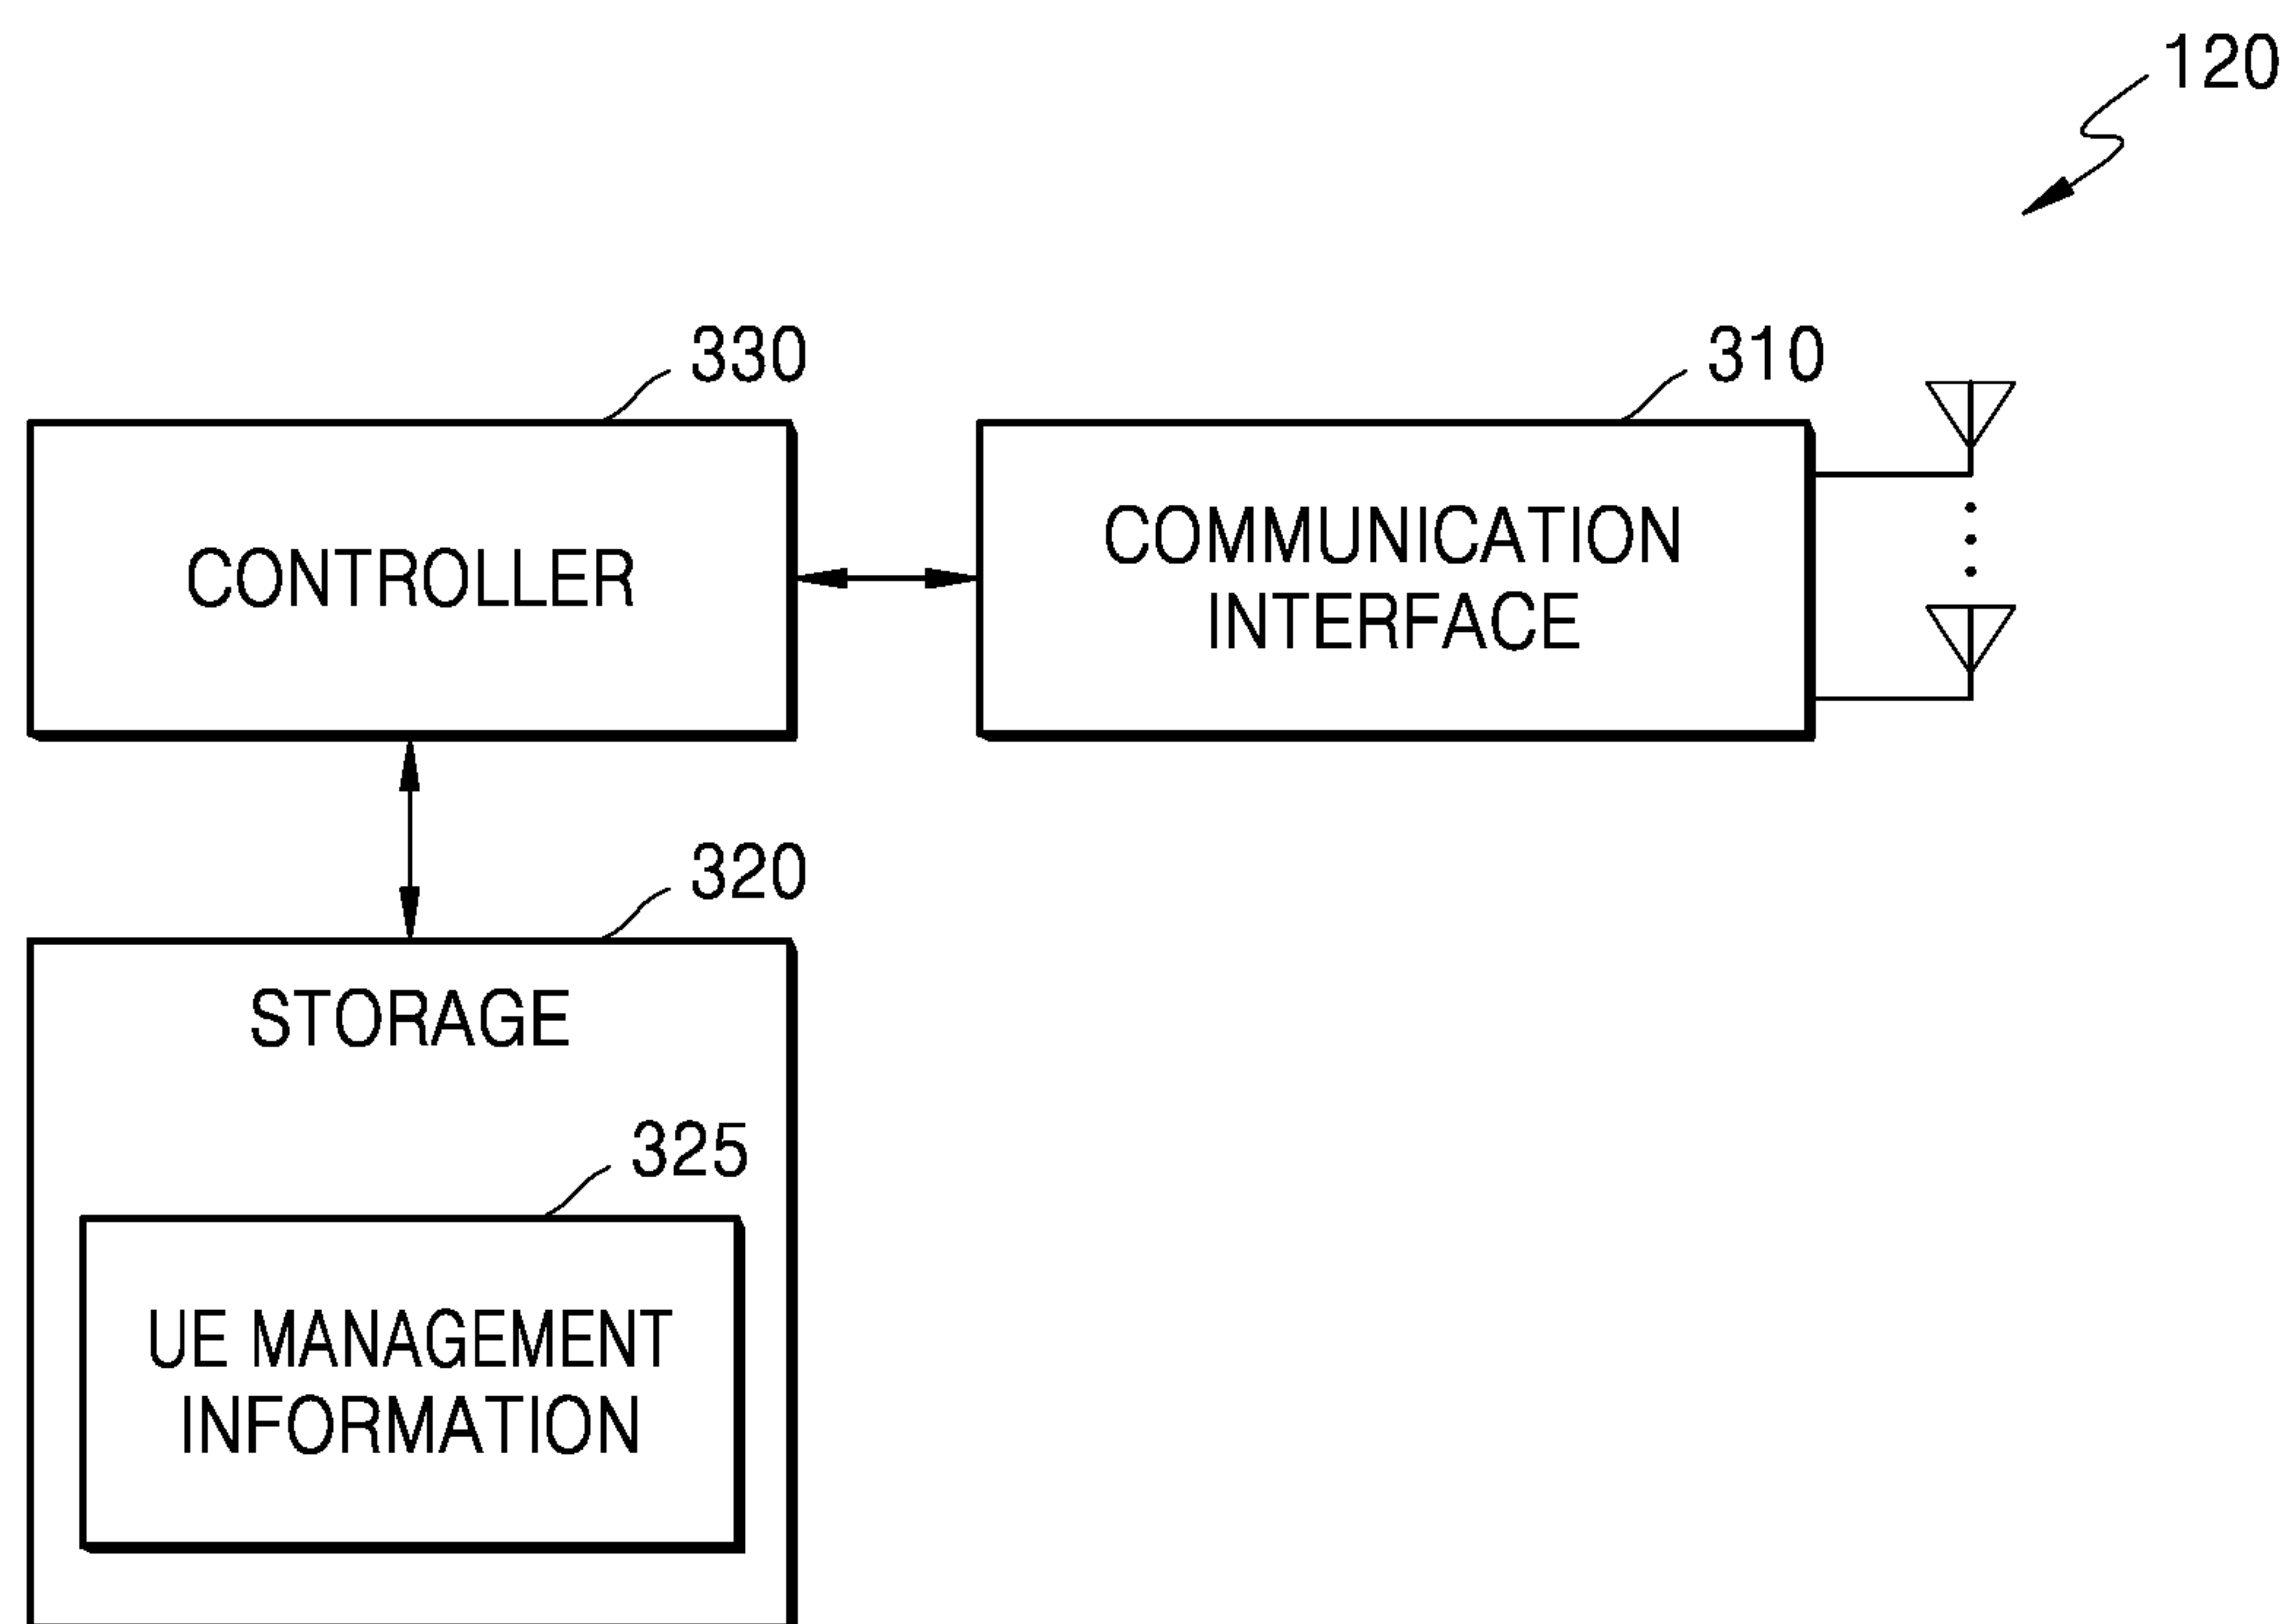 120
330
310
CONTROLLER
COMMUNICATION
INTERFACE
320
STORAGE
325
UE MANAGEMENT
INFORMATION